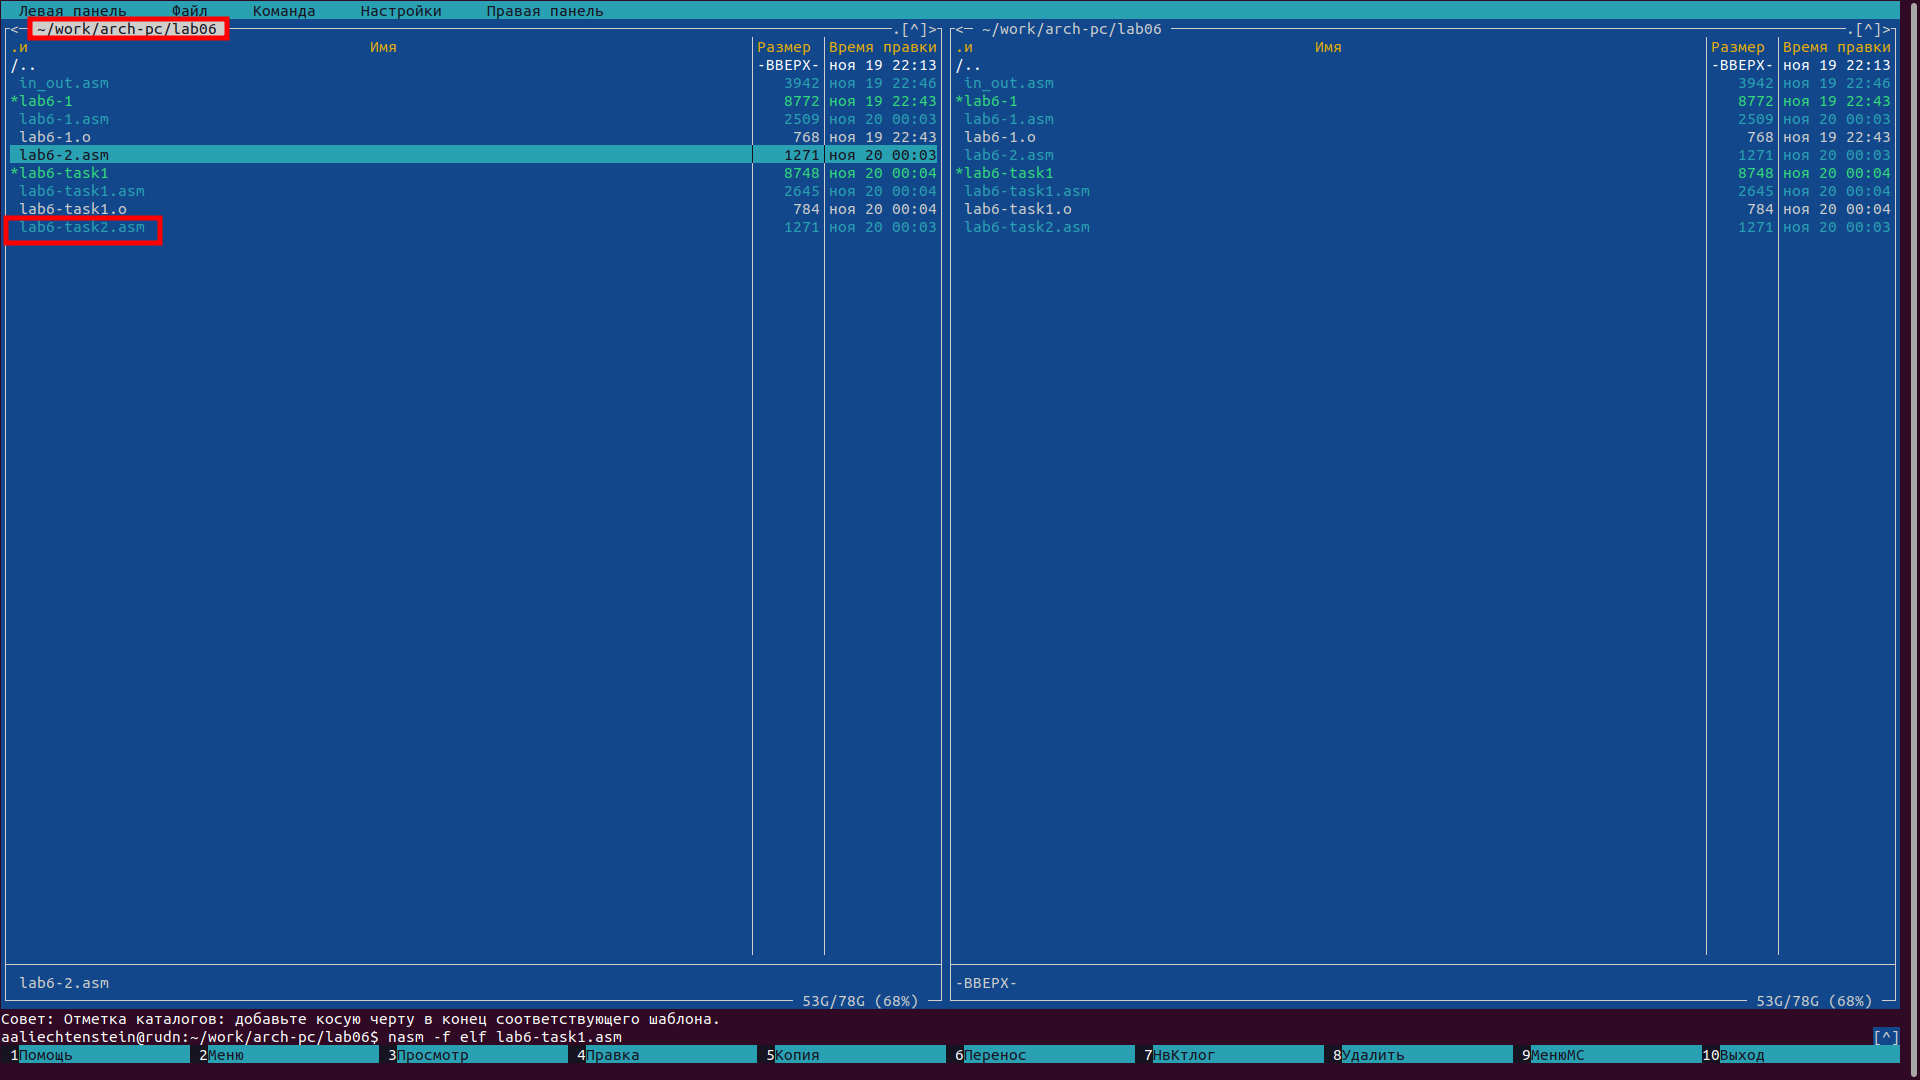 Левая панель     Файл     Команда     Настройки     Правая панель
<─ ~/work/arch-pc/lab06 ─.[^]>
.и Имя Размер Время правки
/.. -ВВЕРХ- ноя 19 22:13
in_out.asm 3942 ноя 19 22:46
*lab6-1 8772 ноя 19 22:43
lab6-1.asm 2509 ноя 20 00:03
lab6-1.o 768 ноя 19 22:43
lab6-2.asm 1271 ноя 20 00:03
*lab6-task1 8748 ноя 20 00:04
lab6-task1.asm 2645 ноя 20 00:04
lab6-task1.o 784 ноя 20 00:04
lab6-task2.asm 1271 ноя 20 00:03
lab6-2.asm
53G/78G (68%)
<─ ~/work/arch-pc/lab06 ─.[^]>
.и Имя Размер Время правки
/.. -ВВЕРХ- ноя 19 22:13
in_out.asm 3942 ноя 19 22:46
*lab6-1 8772 ноя 19 22:43
lab6-1.asm 2509 ноя 20 00:03
lab6-1.o 768 ноя 19 22:43
lab6-2.asm 1271 ноя 20 00:03
*lab6-task1 8748 ноя 20 00:04
lab6-task1.asm 2645 ноя 20 00:04
lab6-task1.o 784 ноя 20 00:04
lab6-task2.asm 1271 ноя 20 00:03
-ВВЕРХ-
53G/78G (68%)
Совет: Отметка каталогов: добавьте косую черту в конец соответствующего шаблона.
aaliechtenstein@rudn:~/work/arch-pc/lab06$ nasm -f elf lab6-task1.asm [^]
1Помощь 2Меню 3Просмотр 4Правка 5Копия 6Перенос 7НвКтлог 8Удалить 9МенюМС 10Выход